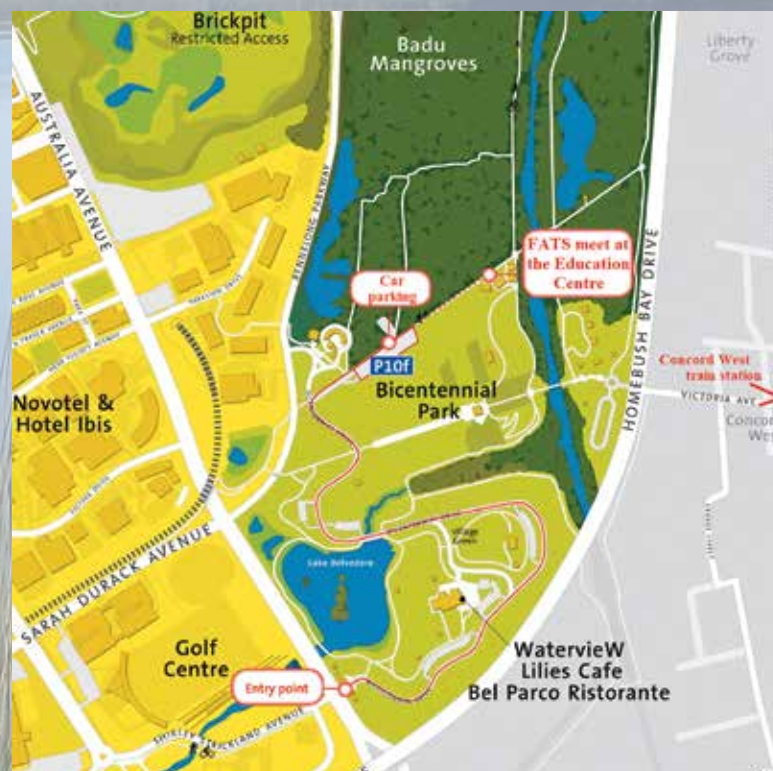 Brickpit
Restricted Access
Badu
Mangroves
Liberty
Grove
AUSTRALIA AVENUE
BENNELONG PARKWAY
FATS meet at
the Education
Centre
Car
parking
P10f
HOMEBUSH BAY DRIVE
Concord West
train station
VICTORIA AVE
Bicentennial
Park
Novotel &
Hotel Ibis
SARAH DURACK AVENUE
Village
Green
Lake Belvedere
Golf
Centre
WatervieW
Lilies Cafe
Bel Parco Ristorante
Entry point
SHIRLEY STRICKLAND AVENUE